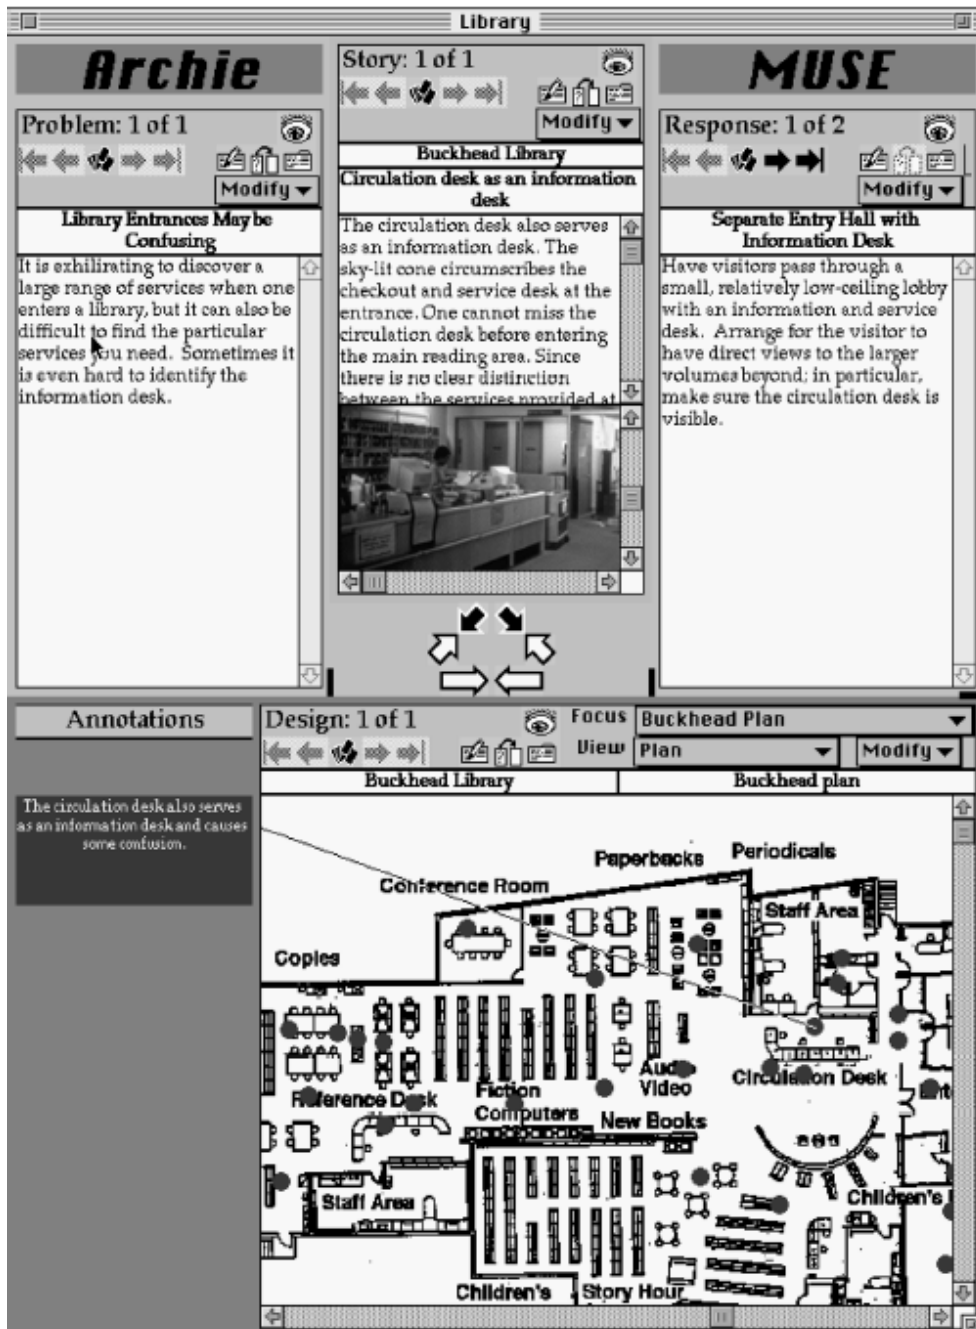 Library
Archie
Problem: 1 of 1
Modify
Library Entrances May be
Confusing
It is exhilirating to discover a
large range of services when one
enters a library, but it can also be
difficult to find the particular
services you need. Sometimes it
is even hard to identify the
information desk.
Story: 1 of 1
Modify
Buckhead Library
Circulation desk as an information
desk
The circulation desk also serves
as an information desk. The
sky-lit cone circumscribes the
checkout and service desk at the
entrance. One cannot miss the
circulation desk before entering
the main reading area. Since
there is no clear distinction
between the services provided at
MUSE
Response: 1 of 2
Modify
Separate Entry Hall with
Information Desk
Have visitors pass through a
small, relatively low-ceiling lobby
with an information and service
desk. Arrange for the visitor to
have direct views to the larger
volumes beyond; in particular,
make sure the circulation desk is
visible.
Annotations
The circulation desk also serves
as an information desk and causes
some confusion.
Design: 1 of 1
Focus
Buckhead Plan
View
Plan
Modify
Buckhead Library
Buckhead plan
Paperbacks
Periodicals
Conference Room
Staff Area
Copies
Audio
Video
Circulation Desk
Reference Desk
Fiction
Computers
New Books
Staff Area
Children's
Children's
Story Hour